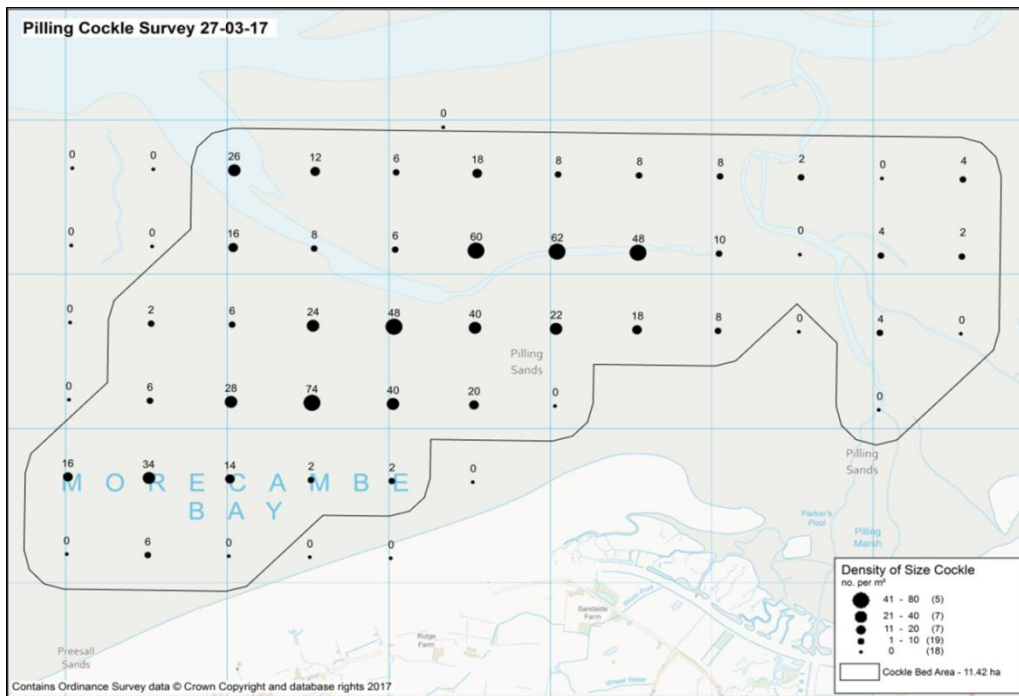 Pilling Cockle Survey 27-03-17
0
0 0 26 12 6 18 8 8 8 2 0 4
0 0 16 8 6 60 62 48 10 0 4 2
0 2 6 24 48 40 22 18 8 0 4 0
Pilling
Sands
0 6 28 74 40 20 0 0
Pilling
Sands
16 34 14 2 2 0
MORECAMBE
BAY
Parker's
Pool
Pilling
Marsh
0 6 0 0 0
Density of Size Cockle
no. per m²
41 - 80 (5)
21 - 40 (7)
11 - 20 (7)
1 - 10 (19)
0 (18)
Cockle Bed Area - 11.42 ha
Sandside
Farm
Ridge
Farm
Preesall
Sands
Wheel Water
Contains Ordinance Survey data © Crown Copyright and database rights 2017